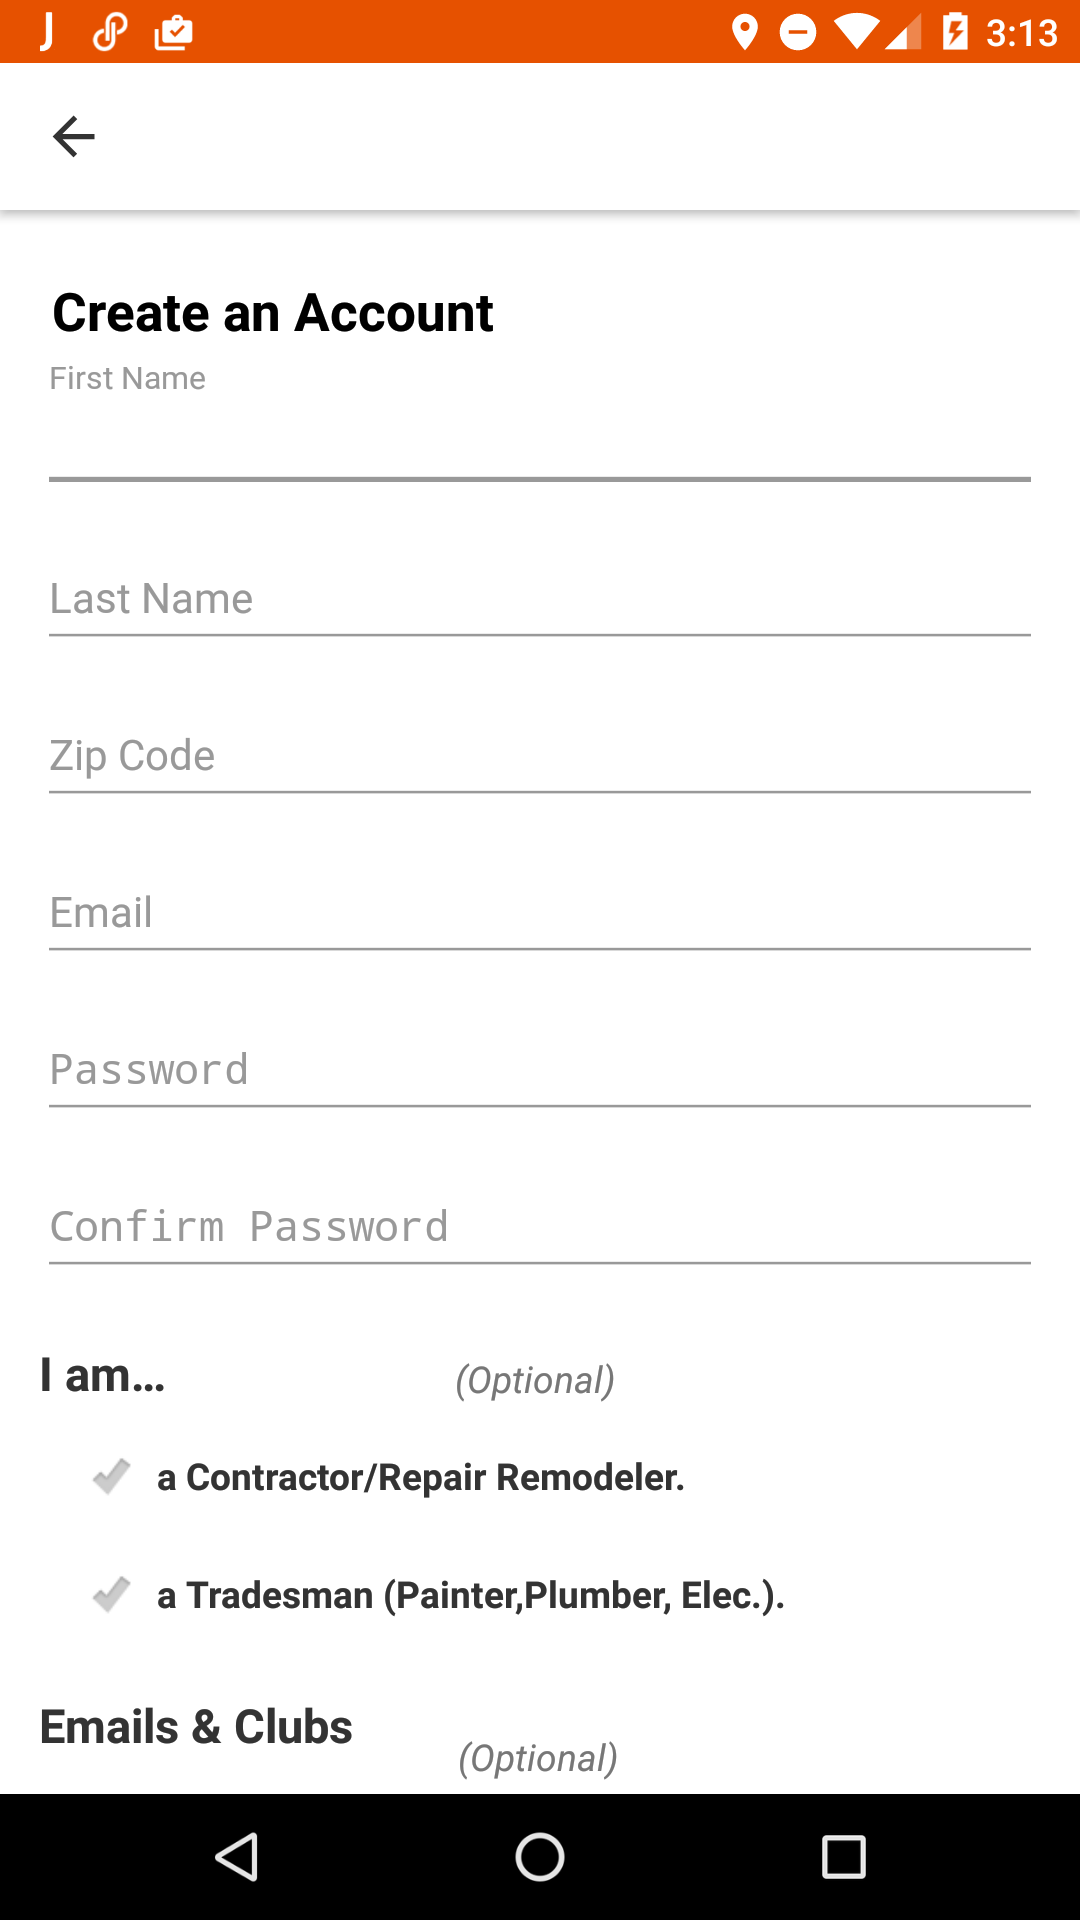 3:13
Create an Account
First Name
Last Name
Zip Code
Email
Password
Confirm Password
I am... (Optional)
a Contractor/Repair Remodeler.
a Tradesman (Painter,Plumber, Elec.).
Emails & Clubs
(Optional)